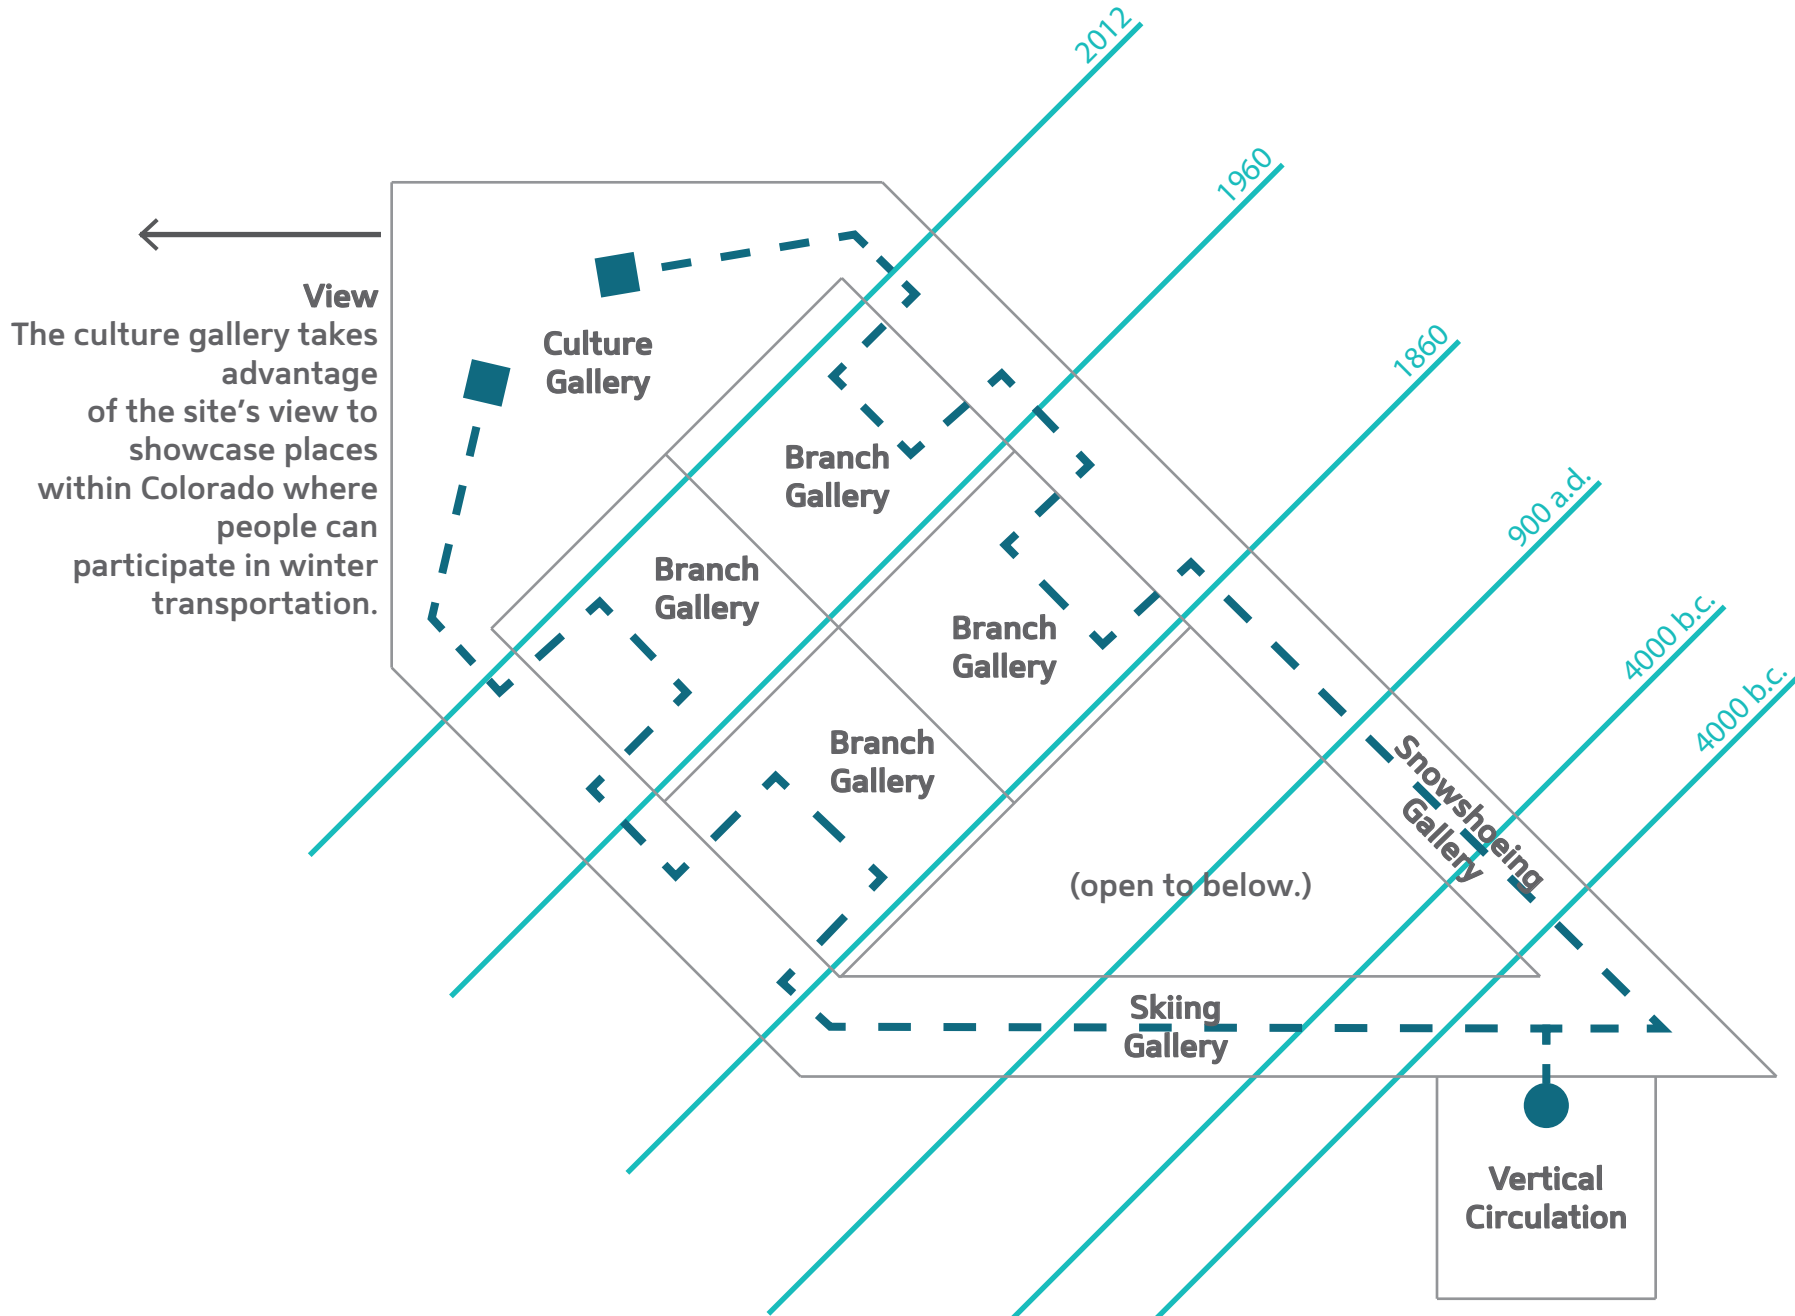 2012
1960
1860
900 a.d.
4000 b.c.
4000 b.c.
View
The culture gallery takes
advantage
of the site’s view to
showcase places
within Colorado where
people can
participate in winter
transportation.
Culture
Gallery
Branch
Gallery
Branch
Gallery
Branch
Gallery
Branch
Gallery
Snowshoeing
Gallery
(open to below.)
Skiing
Gallery
Vertical
Circulation